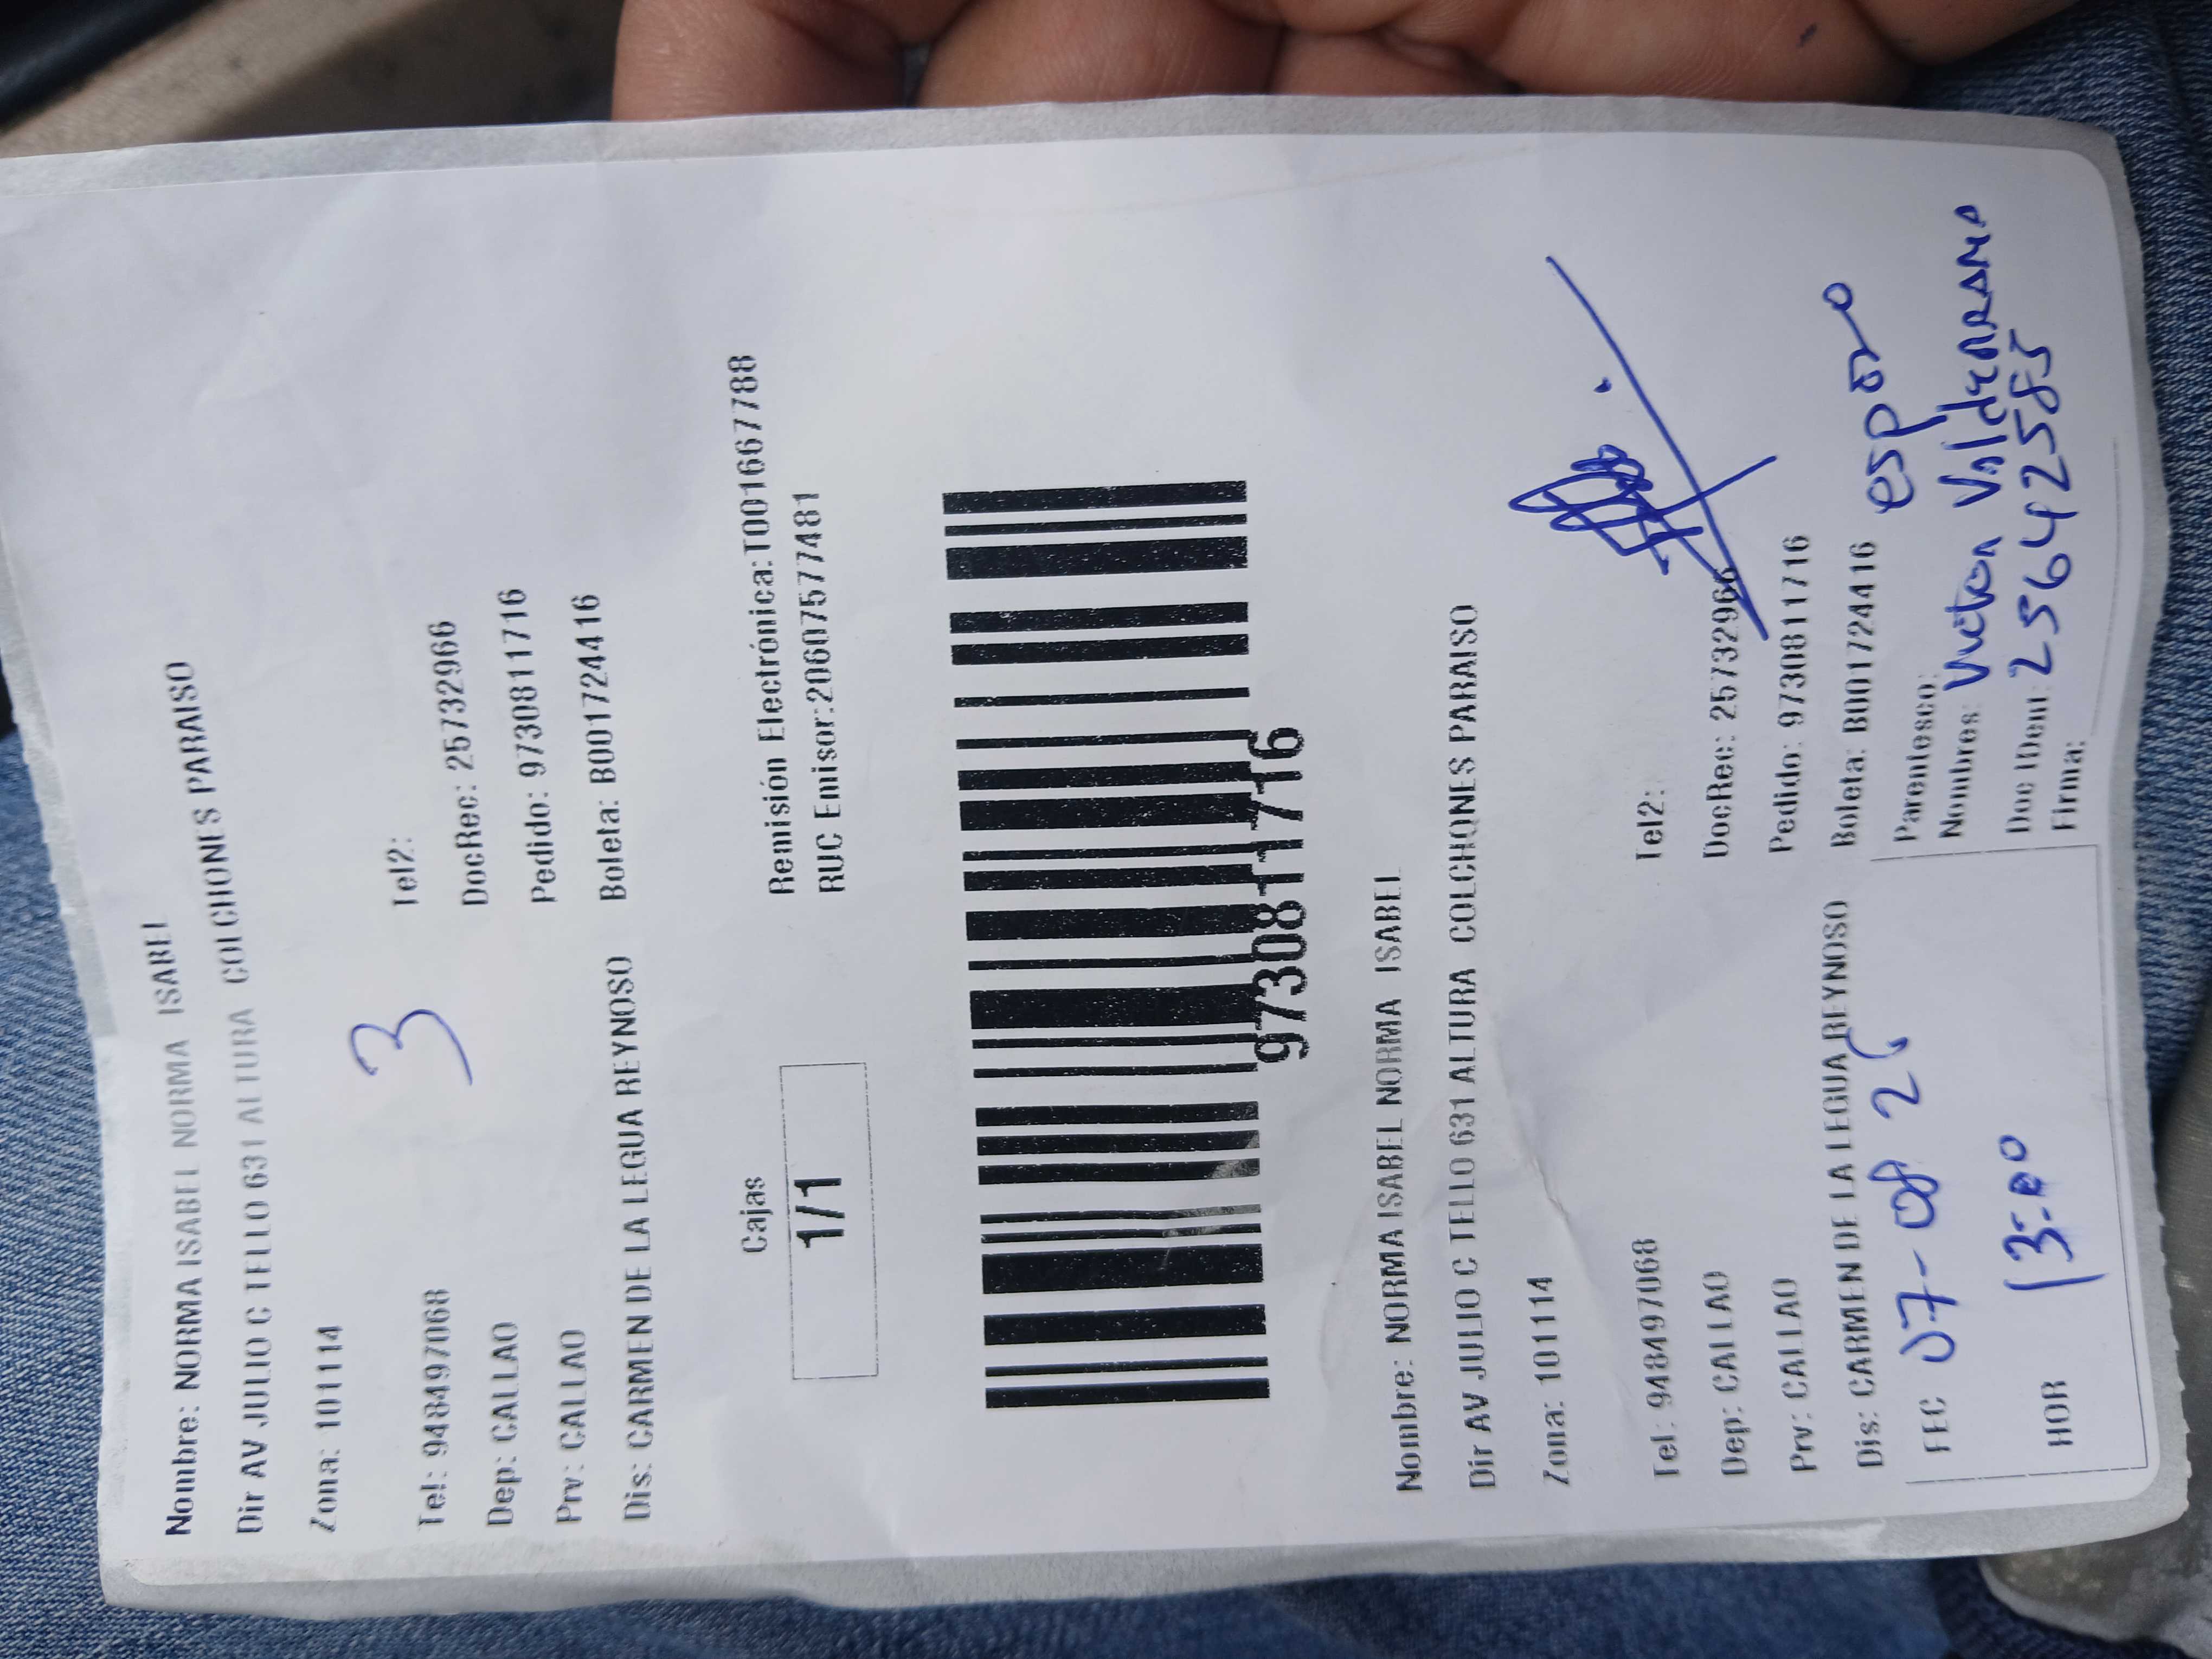 Nombre: NORMA ISABEL NORMA ISABEL
Dir AV JULIO C TELLO 631 ALTURA COLCHONES PARAISO
Zona: 101114
3
Tel: 948497068 Tel2:
Dep: CALLAO DocRec: 25732966
Prv: CALLAO Pedido: 9730811716
Dis: CARMEN DE LA LEGUA REYNOSO Boleta: B001724416
Cajas Remisión Electrónica:T001667788
1/1 RUC Emisor:20607577481
9730811716
Nombre: NORMA ISABEL NORMA ISABEL
Dir AV JULIO C TELLO 631 ALTURA COLCHONES PARAISO
Zona: 101114
Tel: 948497068 Tel2:
Dep: CALLAO DocRec: 25732966
Prv: CALLAO Pedido: 97308117 16
Dis: CARMEN DE LA LEGUA REYNOSO Boleta: B001724416
FEC 07-08 Parentesco: esposo
Nombres: Victor Valderrama
HOR 13:00 Doc IDent: 25642585
Firma: